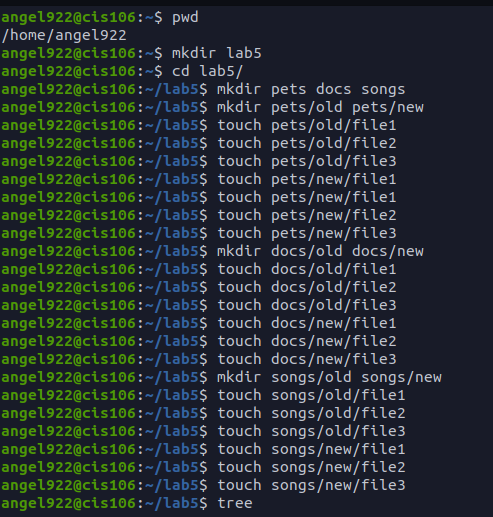 angel922@cis106:~$ pwd
/home/angel922
angel922@cis106:~$ mkdir lab5
angel922@cis106:~$ cd lab5/
angel922@cis106:~/lab5$ mkdir pets docs songs
angel922@cis106:~/lab5$ mkdir pets/old pets/new
angel922@cis106:~/lab5$ touch pets/old/file1
angel922@cis106:~/lab5$ touch pets/old/file2
angel922@cis106:~/lab5$ touch pets/old/file3
angel922@cis106:~/lab5$ touch pets/new/file1
angel922@cis106:~/lab5$ touch pets/new/file1
angel922@cis106:~/lab5$ touch pets/new/file2
angel922@cis106:~/lab5$ touch pets/new/file3
angel922@cis106:~/lab5$ mkdir docs/old docs/new
angel922@cis106:~/lab5$ touch docs/old/file1
angel922@cis106:~/lab5$ touch docs/old/file2
angel922@cis106:~/lab5$ touch docs/old/file3
angel922@cis106:~/lab5$ touch docs/new/file1
angel922@cis106:~/lab5$ touch docs/new/file2
angel922@cis106:~/lab5$ touch docs/new/file3
angel922@cis106:~/lab5$ mkdir songs/old songs/new
angel922@cis106:~/lab5$ touch songs/old/file1
angel922@cis106:~/lab5$ touch songs/old/file2
angel922@cis106:~/lab5$ touch songs/old/file3
angel922@cis106:~/lab5$ touch songs/new/file1
angel922@cis106:~/lab5$ touch songs/new/file2
angel922@cis106:~/lab5$ touch songs/new/file3
angel922@cis106:~/lab5$ tree